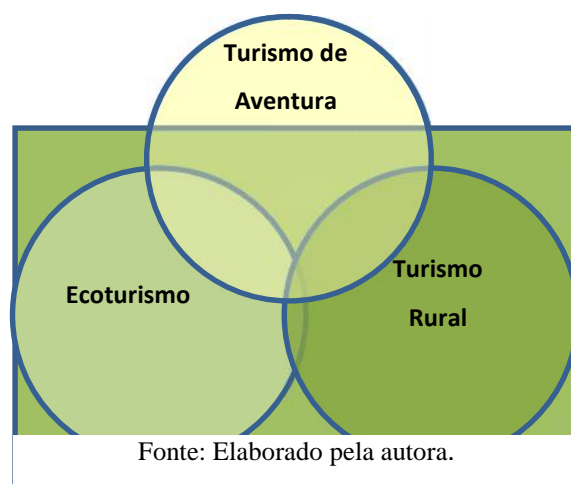 Turismo de
Aventura
Ecoturismo
Turismo
Rural
Fonte: Elaborado pela autora.